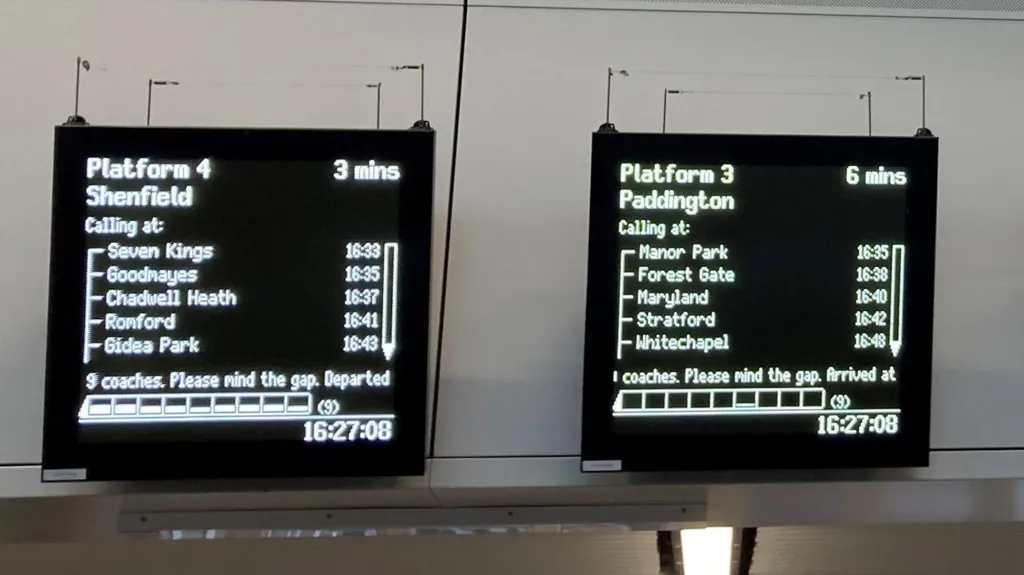 Platform 4 3 mins
Shenfield
Calling at:
Seven Kings 16:33
Goodmayes 16:35
Chadwell Heath 16:37
Romford 16:41
Gidea Park 16:43
9 coaches. Please mind the gap. Departed
(9)
16:27:08
Platform 3 6 mins
Paddington
Calling at:
Manor Park 16:35
Forest Gate 16:38
Maryland 16:40
Stratford 16:42
Whitechapel 16:48
coaches. Please mind the gap. Arrived at
(9)
16:27:08